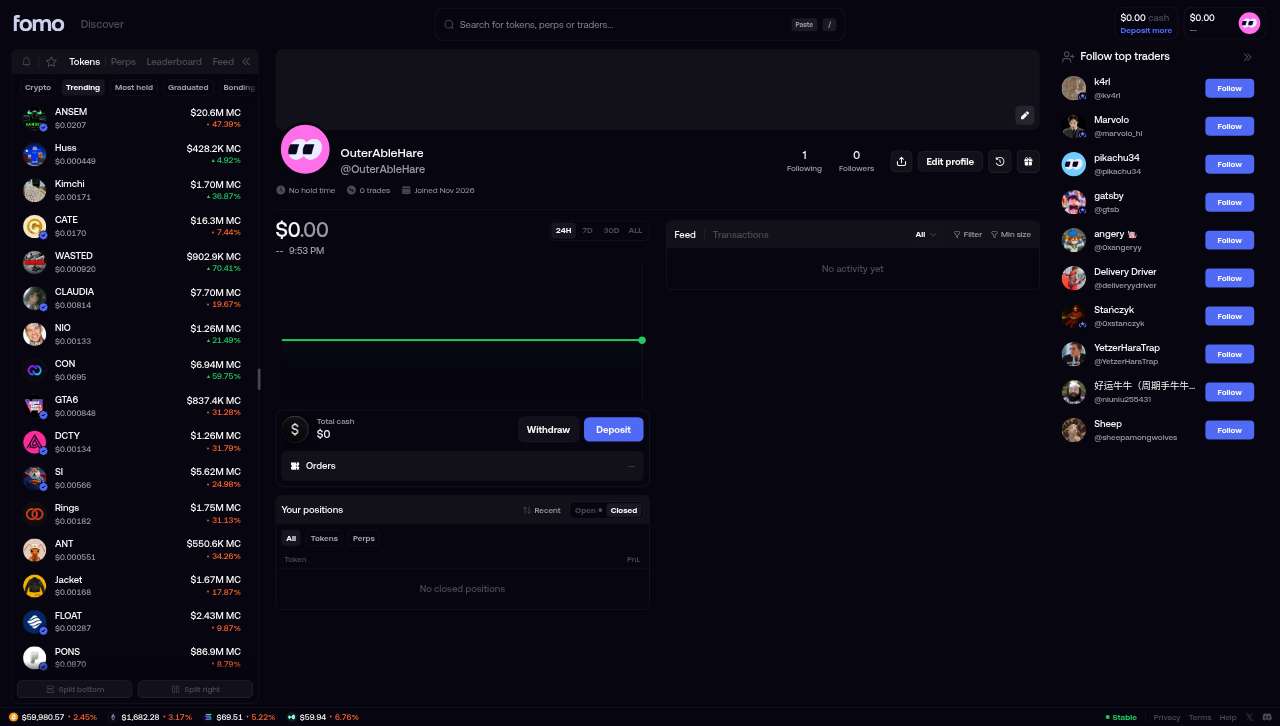 fomo
Discover
Search for tokens, perps or traders...
Paste
/
$0.00 cash
Deposit more
$0.00
—
Tokens
Perps
Leaderboard
Feed
Crypto
Trending
Most held
Graduated
Bonding
ANSEM
$0.0207
$20.6M MC
47.39%
Huss
$0.000449
$428.2K MC
4.92%
Kimchi
$0.00171
$1.70M MC
36.87%
CATE
$0.0170
$16.3M MC
7.44%
WASTED
$0.000920
$902.9K MC
70.41%
CLAUDIA
$0.00814
$7.70M MC
19.67%
NIO
$0.00133
$1.26M MC
21.49%
CON
$0.0695
$6.94M MC
59.75%
GTA6
$0.000848
$837.4K MC
31.28%
DCTY
$0.00134
$1.26M MC
31.79%
SI
$0.00566
$5.62M MC
24.98%
Rings
$0.00182
$1.75M MC
31.13%
ANT
$0.000551
$550.6K MC
34.26%
Jacket
$0.00168
$1.67M MC
17.87%
FLOAT
$0.00287
$2.43M MC
9.87%
PONS
$0.0870
$86.9M MC
8.79%
Split bottom
Split right
OuterAbleHare
@OuterAbleHare
1
Following
0
Followers
Edit profile
No hold time
0 trades
Joined Nov 2026
$0.00
-- 9:53 PM
24H
7D
30D
ALL
$
Total cash
$0
Withdraw
Deposit
Orders
—
Your positions
Recent
Open
Closed
All
Tokens
Perps
Token
PnL
No closed positions
Feed
Transactions
All
Filter
Min size
No activity yet
Follow top traders
k4rl
@kv4rl
Follow
Marvolo
@marvolo_hl
Follow
pikachu34
@pikachu34
Follow
gatsby
@gtsb
Follow
angery
@0xangeryy
Follow
Delivery Driver
@deliveryydriver
Follow
Stańczyk
@0xstanczyk
Follow
YetzerHaraTrap
@YetzerHaraTrap
Follow
好运牛牛（周期手牛牛...
@niuniu255431
Follow
Sheep
@sheepamongwolves
Follow
$59,980.57 2.45%
$1,682.28 3.17%
$69.51 5.22%
$59.94 6.76%
Stable
Privacy
Terms
Help